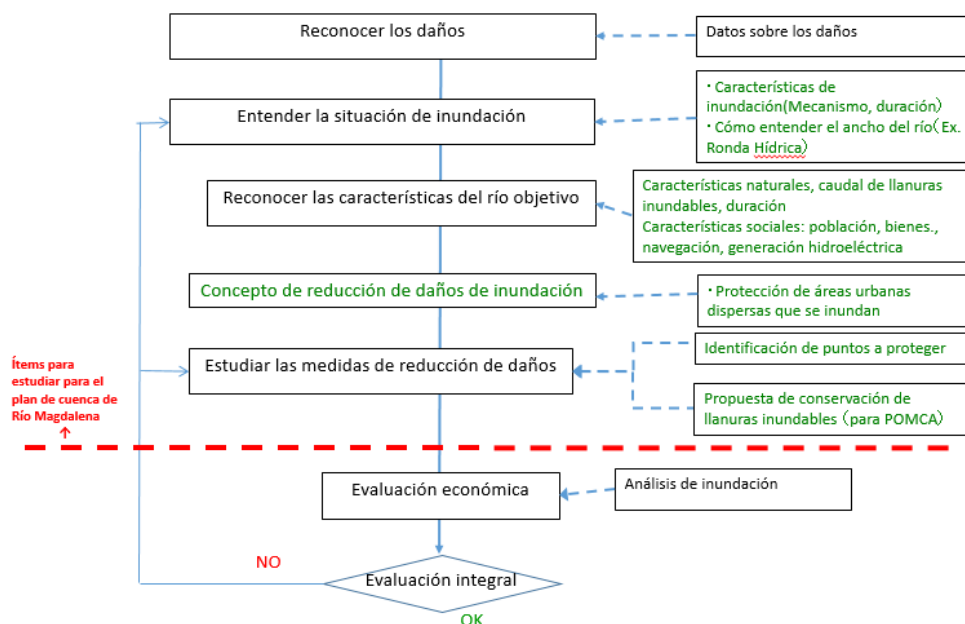 Reconocer los daños
Datos sobre los daños
Entender la situación de inundación
・Características de
inundación(Mecanismo, duración)
・Cómo entender el ancho del río(Ex.
Ronda Hídrica)
Reconocer las características del río objetivo
Características naturales, caudal de llanuras
inundables, duración
Características sociales: población, bienes.,
navegación, generación hidroeléctrica
Concepto de reducción de daños de inundación
・Protección de áreas urbanas
dispersas que se inundan
Ítems para
estudiar para el
plan de cuenca de
Río Magdalena
↑
Estudiar las medidas de reducción de daños
Identificación de puntos a proteger
Propuesta de conservación de
llanuras inundables (para POMCA)
Evaluación económica
Análisis de inundación
NO
Evaluación integral
OK